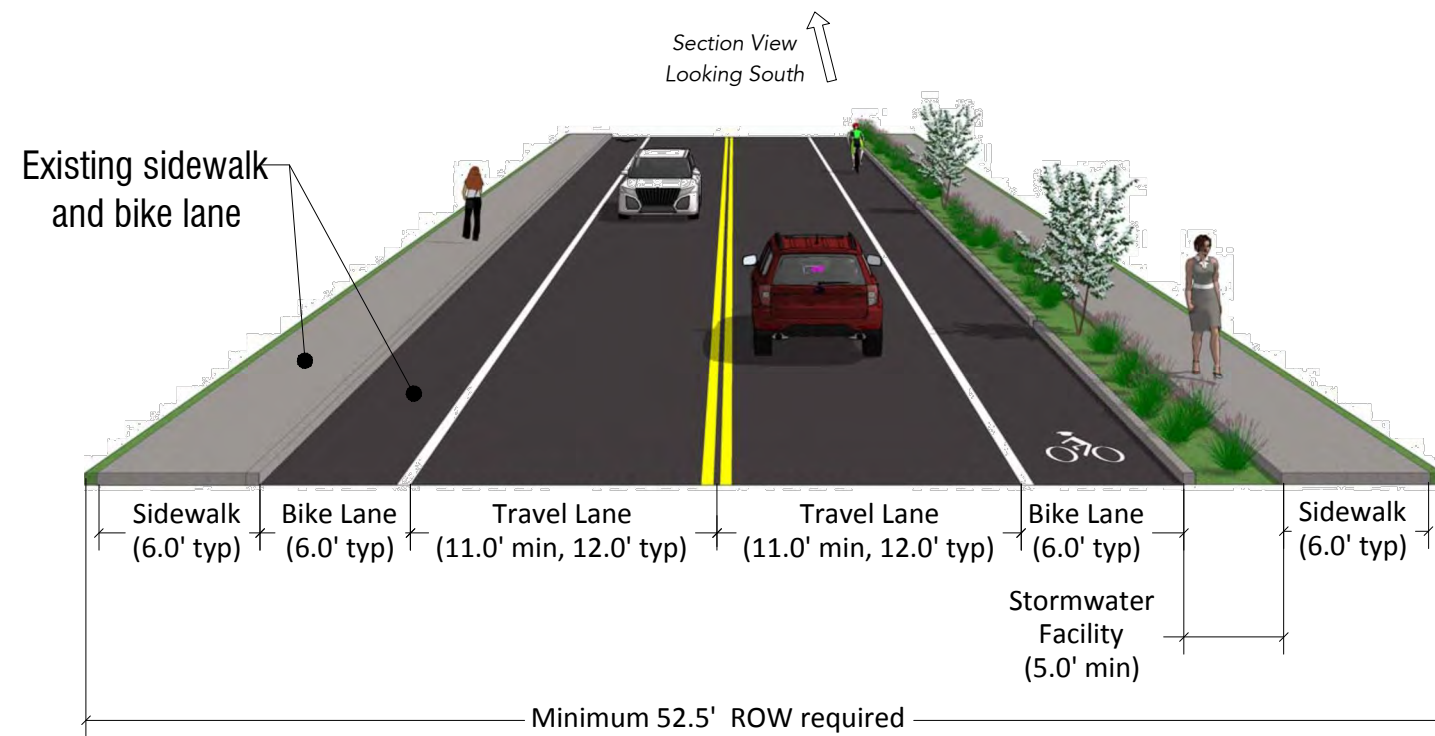 Section View
Looking South
Existing sidewalk
and bike lane
Sidewalk
(6.0' typ)
Bike Lane
(6.0' typ)
Travel Lane
(11.0' min, 12.0' typ)
Travel Lane
(11.0' min, 12.0' typ)
Bike Lane
(6.0' typ)
Sidewalk
(6.0' typ)
Stormwater
Facility
(5.0' min)
Minimum 52.5' ROW required